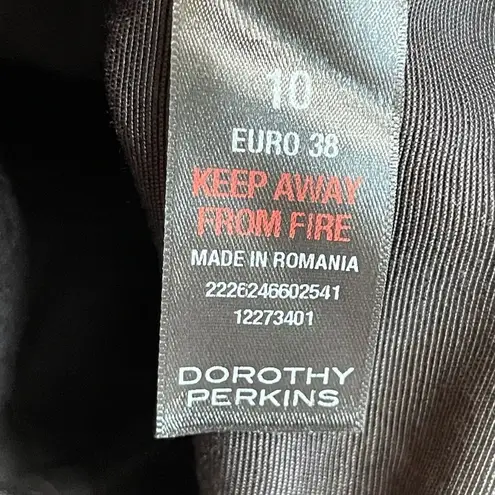 10
EURO 38
KEEP AWAY
FROM FIRE
MADE IN ROMANIA
2226246602541
12273401
DOROTHY
PERKINS